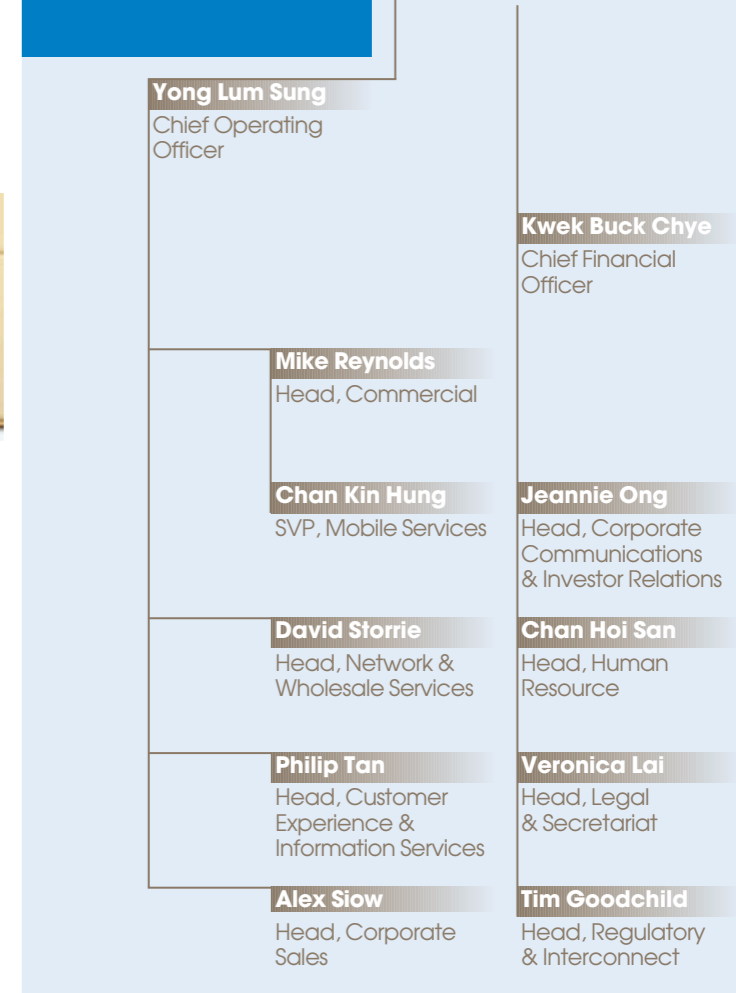 Yong Lum Sung
Chief Operating
Officer
Kwek Buck Chye
Chief Financial
Officer
Mike Reynolds
Head, Commercial
Chan Kin Hung
SVP, Mobile Services
Jeannie Ong
Head, Corporate
Communications
& Investor Relations
David Storrie
Head, Network &
Wholesale Services
Chan Hoi San
Head, Human
Resource
Philip Tan
Head, Customer
Experience &
Information Services
Veronica Lai
Head, Legal
& Secretariat
Alex Siow
Head, Corporate
Sales
Tim Goodchild
Head, Regulatory
& Interconnect